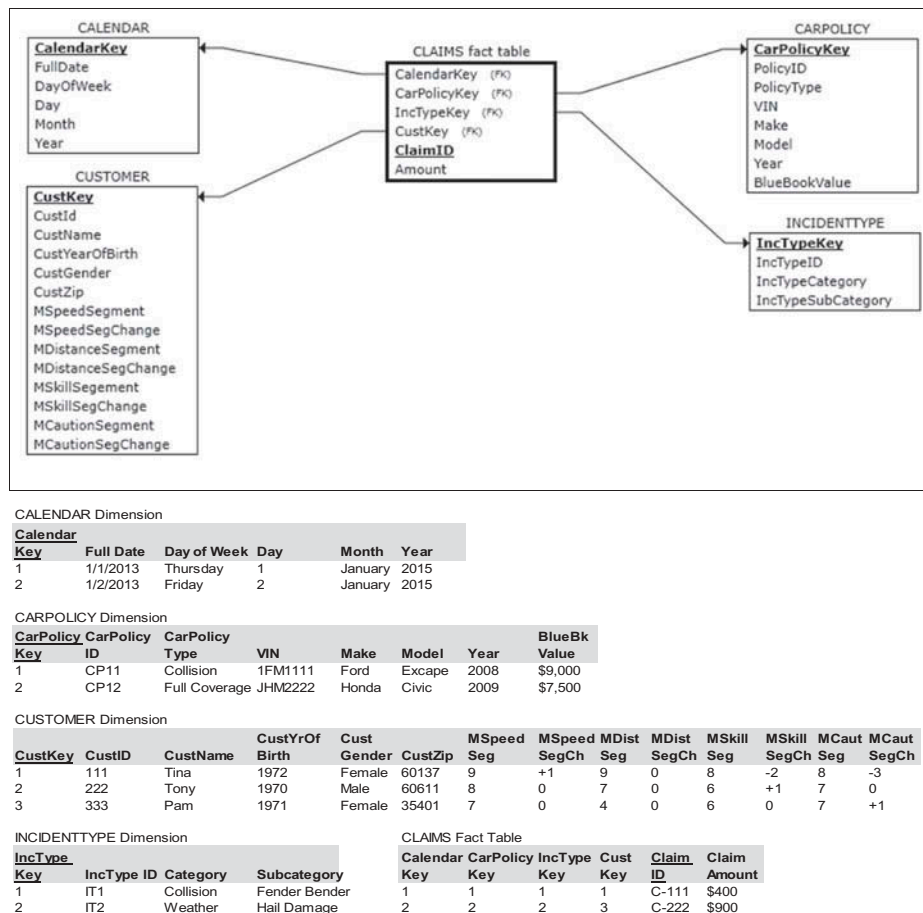 CALENDAR
CalendarKey
FullDate
DayOfWeek
Day
Month
Year
CUSTOMER
CustKey
CustId
CustName
CustYearOfBirth
CustGender
CustZip
MSpeedSegment
MSpeedSegChange
MDistanceSegment
MDistanceSegChange
MSkillSegement
MSkillSegChange
MCautionSegment
MCautionSegChange
CLAIMS fact table
CalendarKey (FK)
CarPolicyKey (FK)
IncTypeKey (FK)
CustKey (FK)
ClaimID
Amount
CARPOLICY
CarPolicyKey
PolicyID
PolicyType
VIN
Make
Model
Year
BlueBookValue
INCIDENTTYPE
IncTypeKey
IncTypeID
IncTypeCategory
IncTypeSubCategory
CALENDAR Dimension
Calendar
Key Full Date Day of Week Day Month Year
1 1/1/2013 Thursday 1 January 2015
2 1/2/2013 Friday 2 January 2015
CARPOLICY Dimension
CarPolicy CarPolicy CarPolicy BlueBk
Key ID Type VIN Make Model Year Value
1 CP11 Collision 1FM1111 Ford Excape 2008 $9,000
2 CP12 Full Coverage JHM2222 Honda Civic 2009 $7,500
CUSTOMER Dimension
CustYrOf Cust MSpeed MSpeed MDist MDist MSkill MSkill MCaut MCaut
CustKey CustID CustName Birth Gender CustZip Seg SegCh Seg SegCh Seg SegCh Seg SegCh
1 111 Tina 1972 Female 60137 9 +1 9 0 8 -2 8 -3
2 222 Tony 1970 Male 60611 8 0 7 0 6 +1 7 0
3 333 Pam 1971 Female 35401 7 0 4 0 6 0 7 +1
INCIDENTTYPE Dimension
IncType
Key IncType ID Category Subcategory
1 IT1 Collision Fender Bender
2 IT2 Weather Hail Damage
CLAIMS Fact Table
Calendar CarPolicy IncType Cust Claim Claim
Key Key Key Key ID Amount
1 1 1 1 C-111 $400
2 2 2 3 C-222 $900